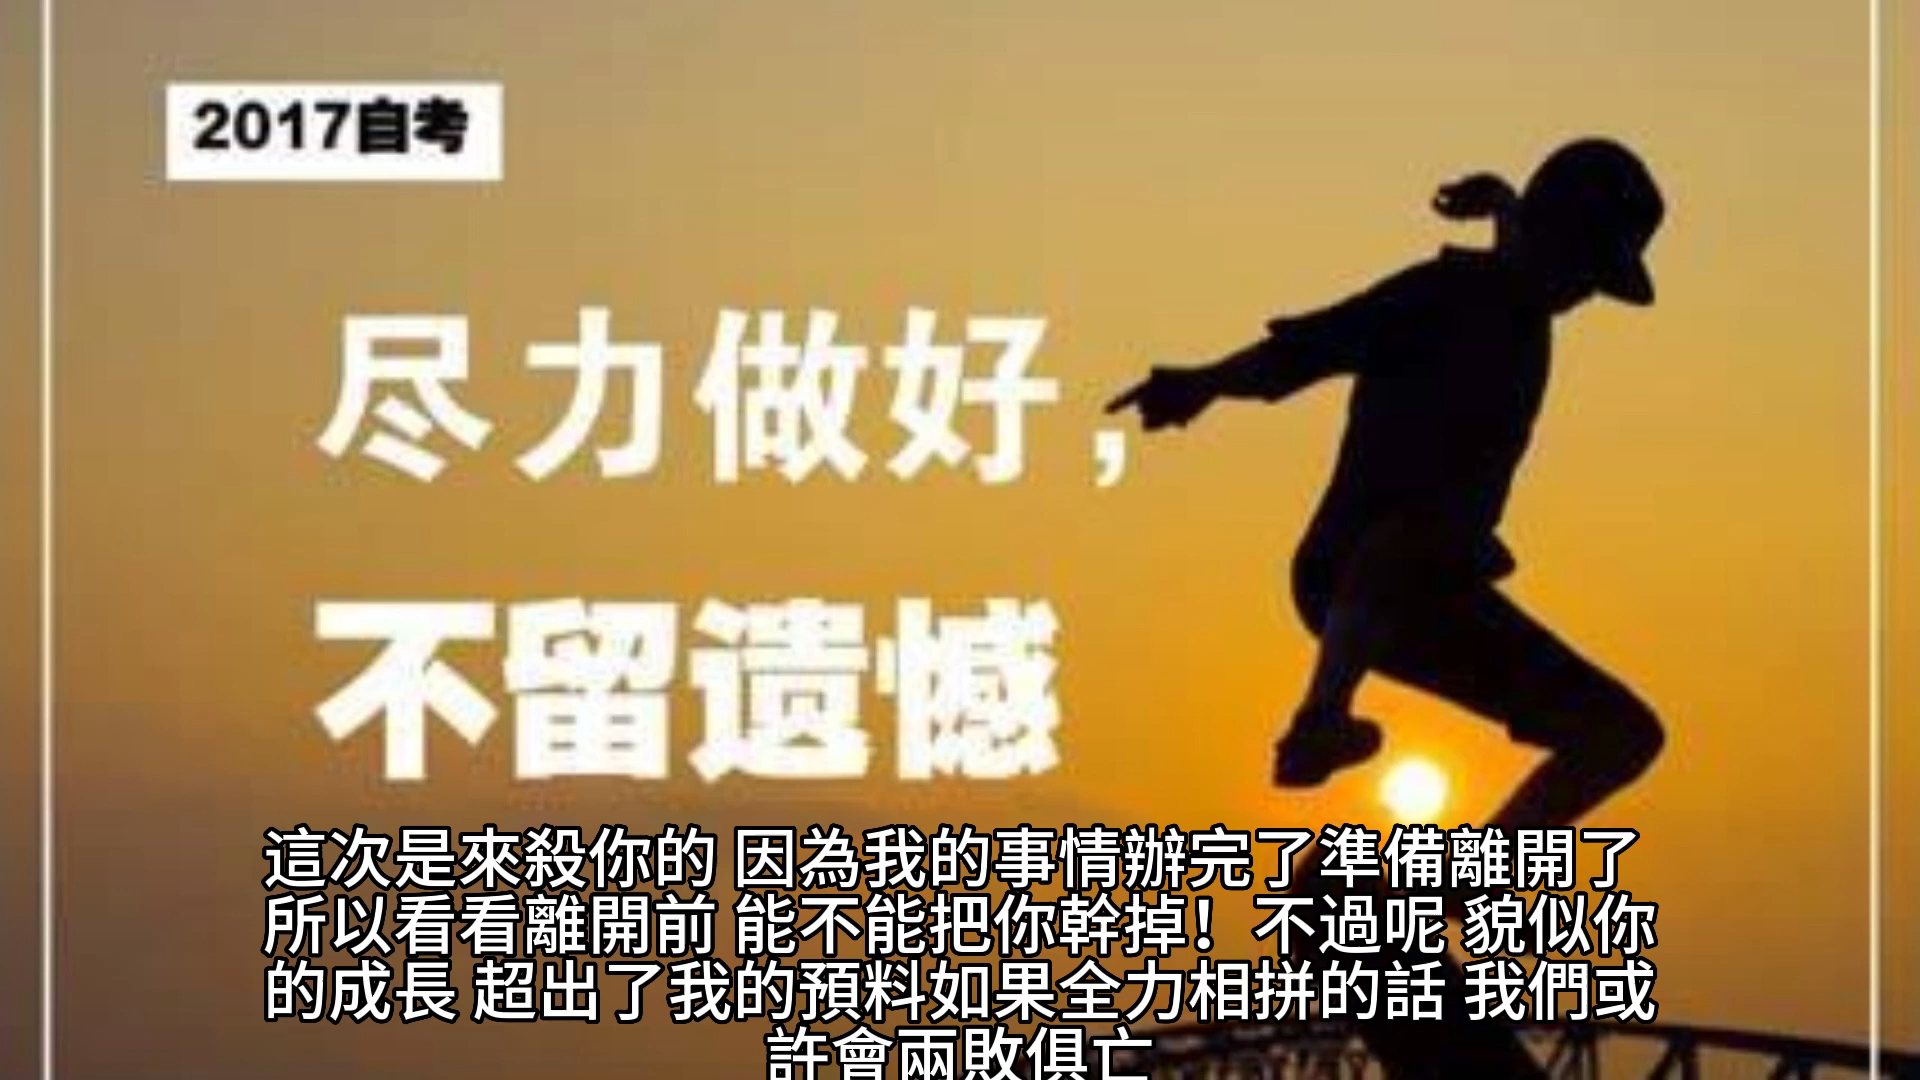 2017自考
尽力做好，
不留遗憾
這次是來殺你的 因為我的事情辦完了準備離開了
所以看看離開前 能不能把你幹掉！不過呢 貌似你
的成長 超出了我的預料如果全力相拼的話 我們或
許會兩敗俱亡